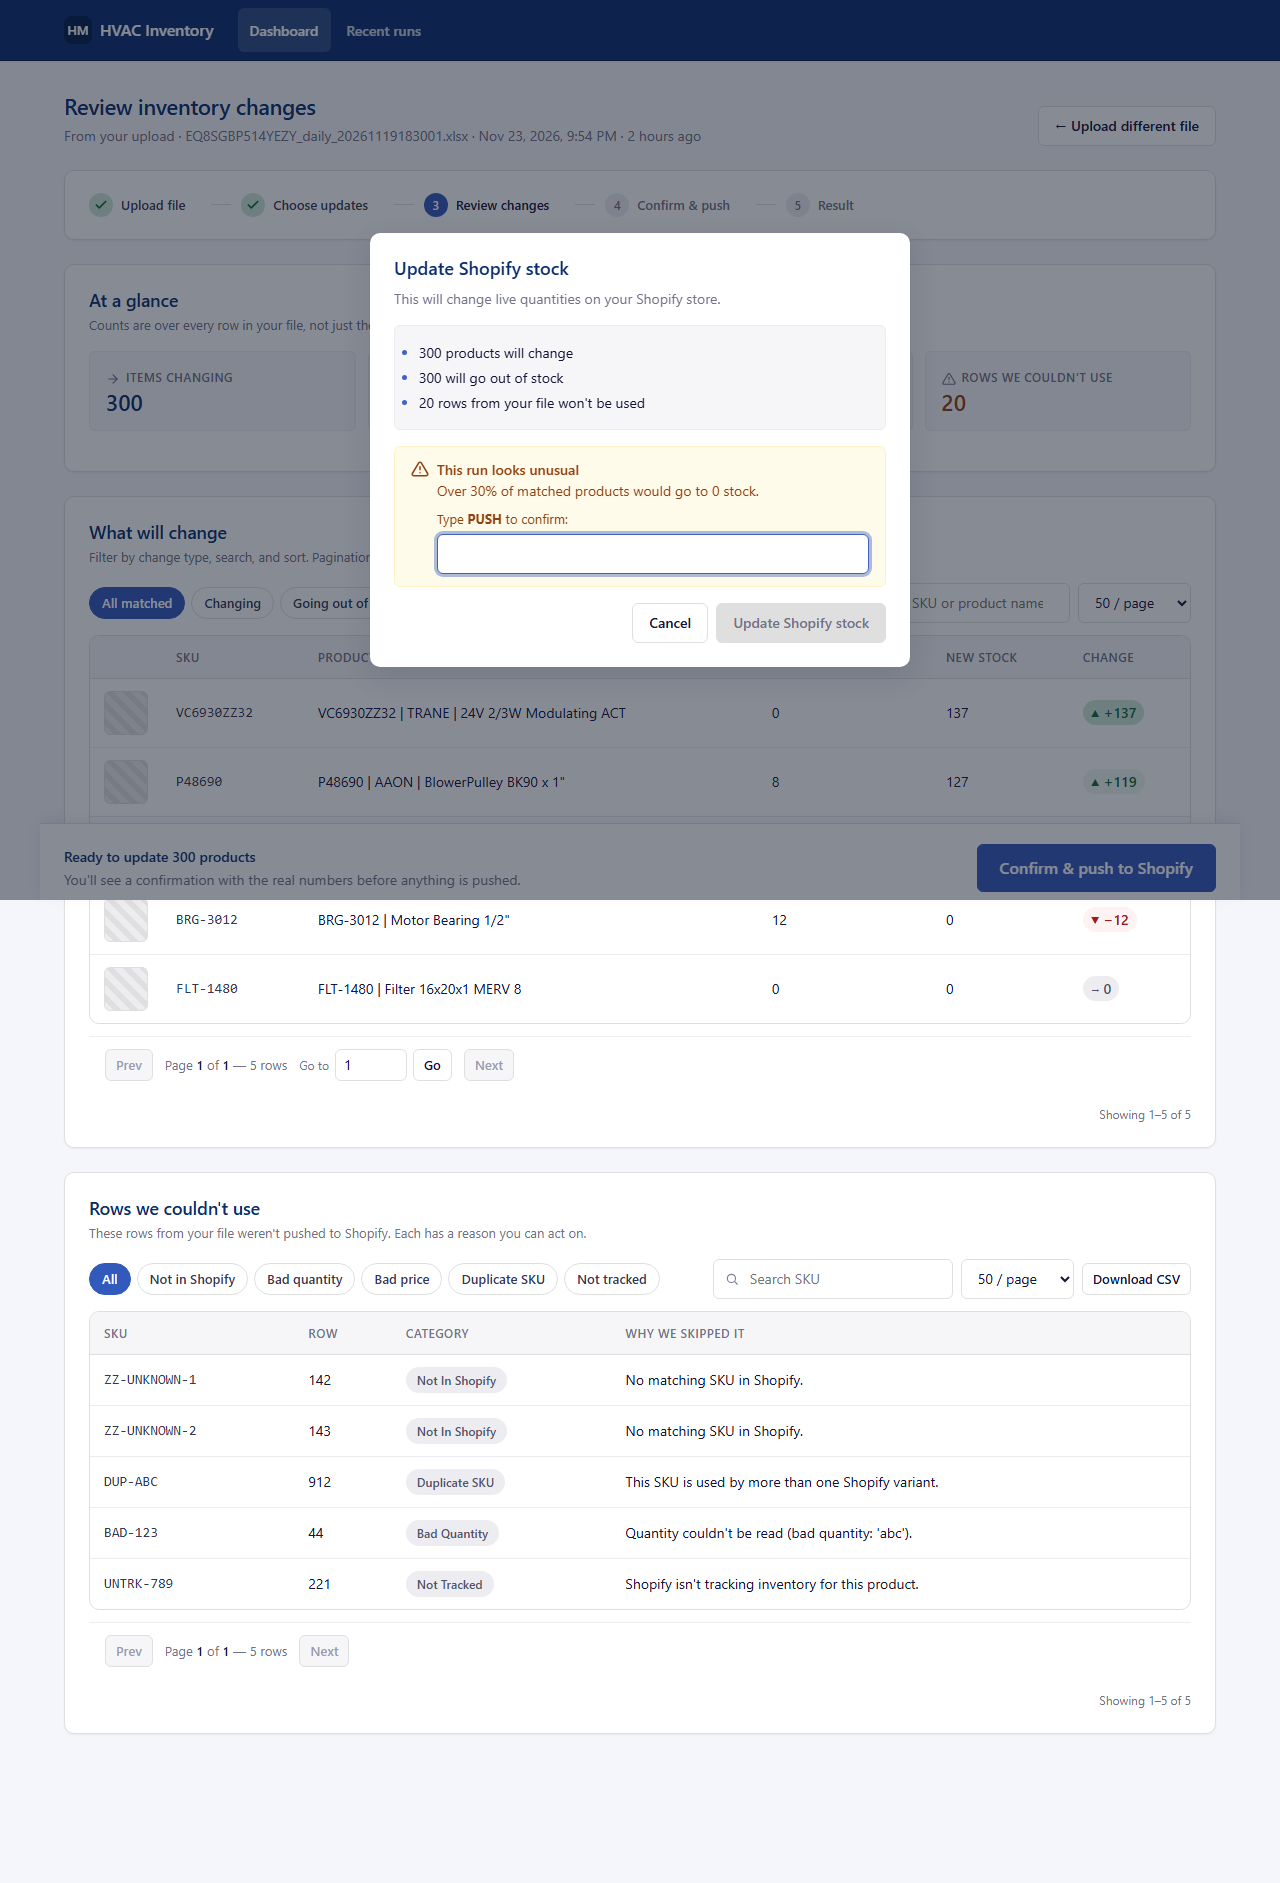 HM HVAC Inventory Dashboard Recent runs
Review inventory changes
From your upload · EQ8SGBP514YEZY_daily_20261119183001.xlsx · Nov 23, 2026, 9:54 PM · 2 hours ago
← Upload different file
Upload file Choose updates 3 Review changes 4 Confirm & push 5 Result
At a glance
Counts are over every row in your file, not just the
→ ITEMS CHANGING
300
ROWS WE COULDN'T USE
20
Update Shopify stock
This will change live quantities on your Shopify store.
• 300 products will change
• 300 will go out of stock
• 20 rows from your file won't be used
This run looks unusual
Over 30% of matched products would go to 0 stock.
Type PUSH to confirm:
Cancel Update Shopify stock
What will change
Filter by change type, search, and sort. Pagination
All matched Changing Going out of SKU or product name 50 / page
SKU PRODUC NEW STOCK CHANGE
VC6930ZZ32 VC6930ZZ32 | TRANE | 24V 2/3W Modulating ACT 0 137 ▲ +137
P48690 P48690 | AAON | BlowerPulley BK90 x 1" 8 127 ▲ +119
Ready to update 300 products
You'll see a confirmation with the real numbers before anything is pushed.
Confirm & push to Shopify
BRG-3012 BRG-3012 | Motor Bearing 1/2" 12 0 ▼ −12
FLT-1480 FLT-1480 | Filter 16x20x1 MERV 8 0 0 → 0
Prev Page 1 of 1 — 5 rows Go to 1 Go Next
Showing 1–5 of 5
Rows we couldn't use
These rows from your file weren't pushed to Shopify. Each has a reason you can act on.
All Not in Shopify Bad quantity Bad price Duplicate SKU Not tracked Search SKU 50 / page Download CSV
SKU ROW CATEGORY WHY WE SKIPPED IT
ZZ-UNKNOWN-1 142 Not In Shopify No matching SKU in Shopify.
ZZ-UNKNOWN-2 143 Not In Shopify No matching SKU in Shopify.
DUP-ABC 912 Duplicate SKU This SKU is used by more than one Shopify variant.
BAD-123 44 Bad Quantity Quantity couldn't be read (bad quantity: 'abc').
UNTRK-789 221 Not Tracked Shopify isn't tracking inventory for this product.
Prev Page 1 of 1 — 5 rows Next
Showing 1–5 of 5